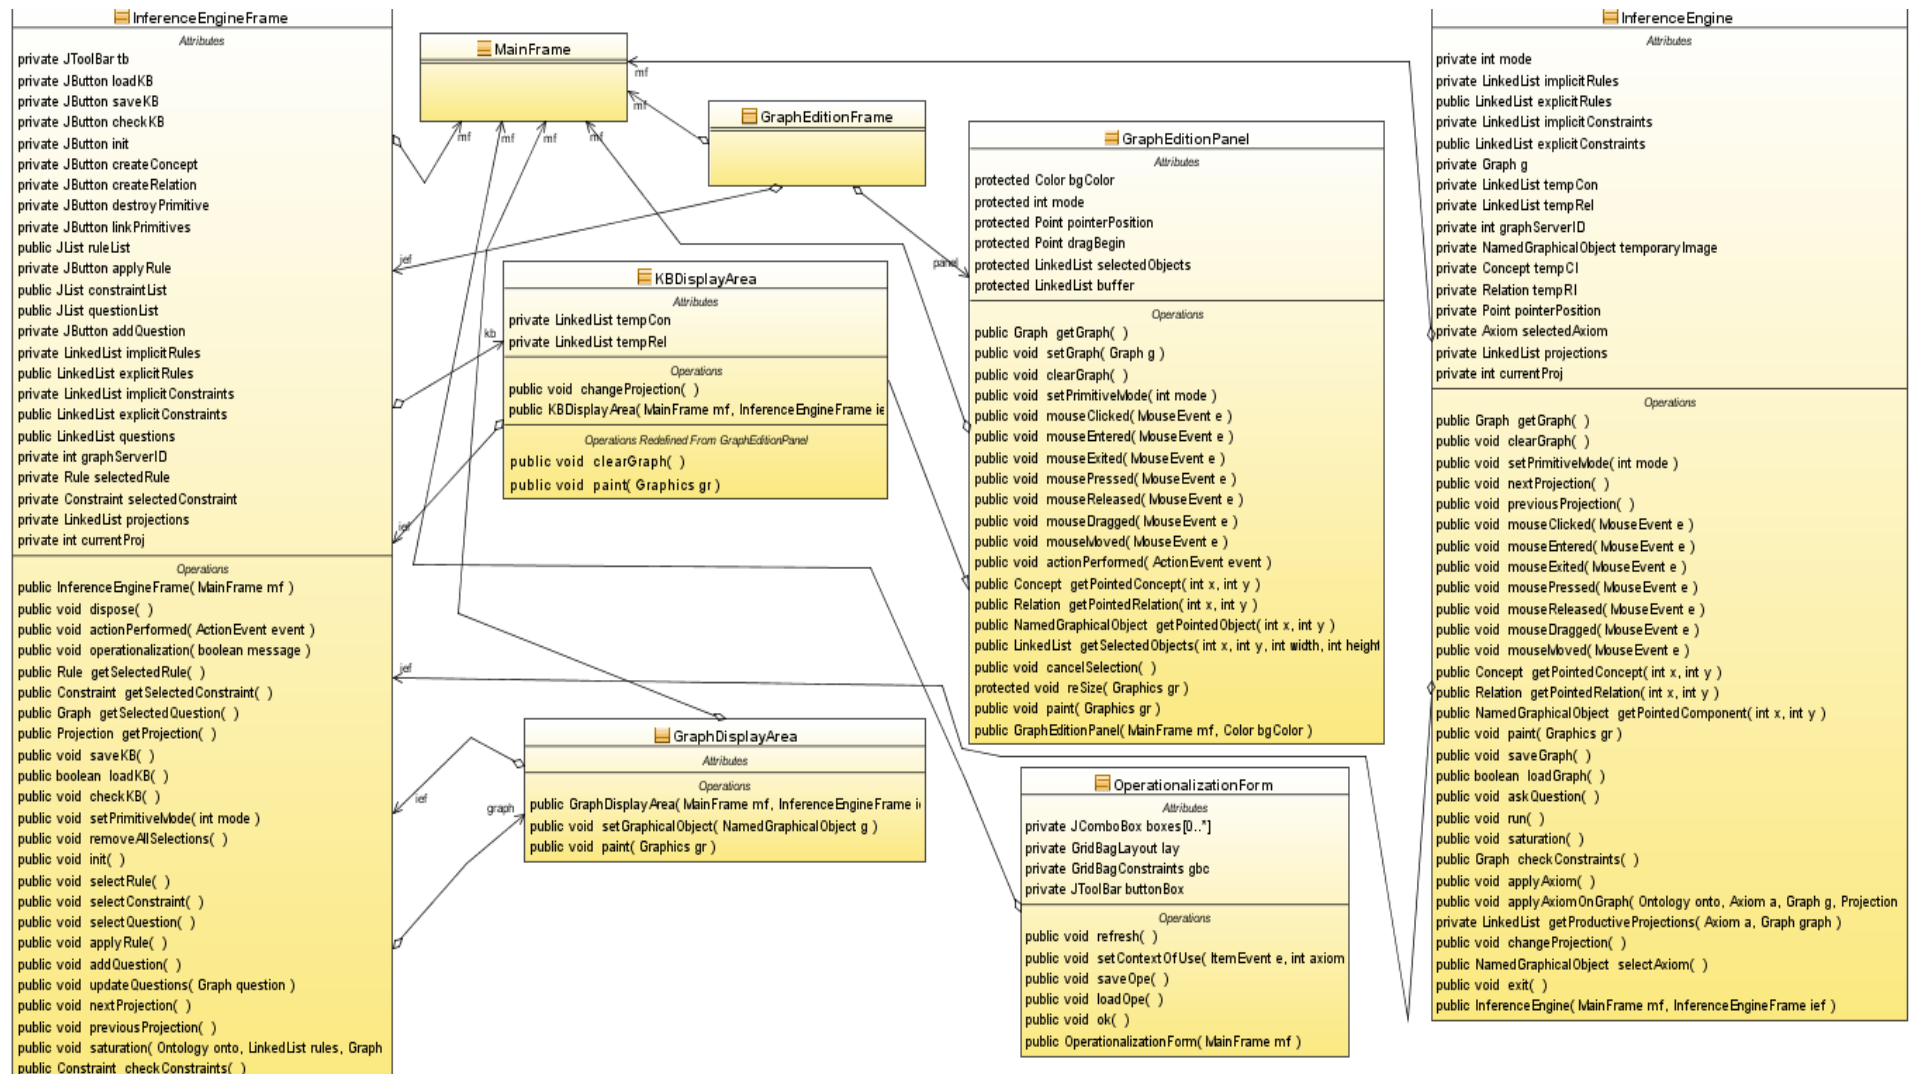 InferenceEngineFrame
Attributes
private JToolBar tb
private JButton loadKB
private JButton saveKB
private JButton checkKB
private JButton init
private JButton createConcept
private JButton createRelation
private JButton destroyPrimitive
private JButton linkPrimitives
public JList ruleList
private JButton applyRule
public JList constraintList
public JList questionList
private JButton addQuestion
private LinkedList implicitRules
public LinkedList explicitRules
private LinkedList implicitConstraints
public LinkedList explicitConstraints
public LinkedList questions
private int graphServerID
private Rule selectedRule
private Constraint selectedConstraint
private LinkedList projections
private int currentProj
Operations
public InferenceEngineFrame( MainFrame mf )
public void dispose( )
public void actionPerformed( ActionEvent event )
public void operationalization( boolean message )
public Rule getSelectedRule( )
public Constraint getSelectedConstraint( )
public Graph getSelectedQuestion( )
public Projection getProjection( )
public void saveKB( )
public boolean loadKB( )
public void checkKB( )
public void setPrimitiveMode( int mode )
public void removeAllSelections( )
public void init( )
public void selectRule( )
public void selectConstraint( )
public void selectQuestion( )
public void applyRule( )
public void addQuestion( )
public void updateQuestions( Graph question )
public void nextProjection( )
public void previousProjection( )
public void saturation( Ontology onto, LinkedList rules, Graph
public Constraint checkConstraints( )
MainFrame
mf
mf
mf
mf
mf
mf
GraphEditionFrame
ief
panel
kb
ief
ief
ief
graph
KBDisplayArea
Attributes
private LinkedList tempCon
private LinkedList tempRel
Operations
public void changeProjection( )
public KBDisplayArea( MainFrame mf, InferenceEngineFrame ie
Operations Redefined From GraphEditionPanel
public void clearGraph( )
public void paint( Graphics gr )
GraphDisplayArea
Attributes
Operations
public GraphDisplayArea( MainFrame mf, InferenceEngineFrame i
public void setGraphicalObject( NamedGraphicalObject g )
public void paint( Graphics gr )
GraphEditionPanel
Attributes
protected Color bgColor
protected int mode
protected Point pointerPosition
protected Point dragBegin
protected LinkedList selectedObjects
protected LinkedList buffer
Operations
public Graph getGraph( )
public void setGraph( Graph g )
public void clearGraph( )
public void setPrimitiveMode( int mode )
public void mouseClicked( MouseEvent e )
public void mouseEntered( MouseEvent e )
public void mouseExited( MouseEvent e )
public void mousePressed( MouseEvent e )
public void mouseReleased( MouseEvent e )
public void mouseDragged( MouseEvent e )
public void mouseMoved( MouseEvent e )
public void actionPerformed( ActionEvent event )
public Concept getPointedConcept( int x, int y )
public Relation getPointedRelation( int x, int y )
public NamedGraphicalObject getPointedObject( int x, int y )
public LinkedList getSelectedObjects( int x, int y, int width, int height
public void cancelSelection( )
protected void reSize( Graphics gr )
public void paint( Graphics gr )
public GraphEditionPanel( MainFrame mf, Color bgColor )
OperationalizationForm
Attributes
private JComboBox boxes[0..*]
private GridBagLayout lay
private GridBagConstraints gbc
private JToolBar buttonBox
Operations
public void refresh( )
public void setContextOfUse( ItemEvent e, int axiom
public void saveOpe( )
public void loadOpe( )
public void ok( )
public OperationalizationForm( MainFrame mf )
InferenceEngine
Attributes
private int mode
private LinkedList implicitRules
public LinkedList explicitRules
private LinkedList implicitConstraints
public LinkedList explicitConstraints
private Graph g
private LinkedList tempCon
private LinkedList tempRel
private int graphServerID
private NamedGraphicalObject temporaryImage
private Concept tempCI
private Relation tempRI
private Point pointerPosition
private Axiom selectedAxiom
private LinkedList projections
private int currentProj
Operations
public Graph getGraph( )
public void clearGraph( )
public void setPrimitiveMode( int mode )
public void nextProjection( )
public void previousProjection( )
public void mouseClicked( MouseEvent e )
public void mouseEntered( MouseEvent e )
public void mouseExited( MouseEvent e )
public void mousePressed( MouseEvent e )
public void mouseReleased( MouseEvent e )
public void mouseDragged( MouseEvent e )
public void mouseMoved( MouseEvent e )
public Concept getPointedConcept( int x, int y )
public Relation getPointedRelation( int x, int y )
public NamedGraphicalObject getPointedComponent( int x, int y )
public void paint( Graphics gr )
public void saveGraph( )
public boolean loadGraph( )
public void askQuestion( )
public void run( )
public void saturation( )
public Graph checkConstraints( )
public void applyAxiom( )
public void applyAxiomOnGraph( Ontology onto, Axiom a, Graph g, Projection
private LinkedList getProductiveProjections( Axiom a, Graph graph )
public void changeProjection( )
public NamedGraphicalObject selectAxiom( )
public void exit( )
public InferenceEngine( MainFrame mf, InferenceEngineFrame ief )